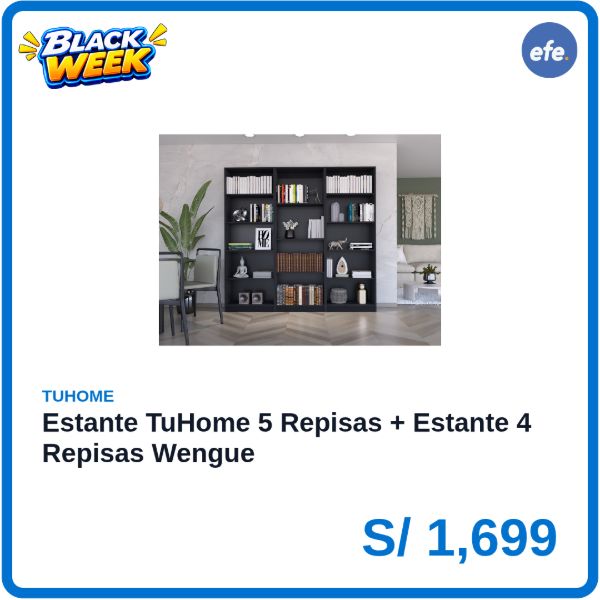 BLACK
WEEK
efe.
TUHOME
Estante TuHome 5 Repisas + Estante 4
Repisas Wengue
S/ 1,699